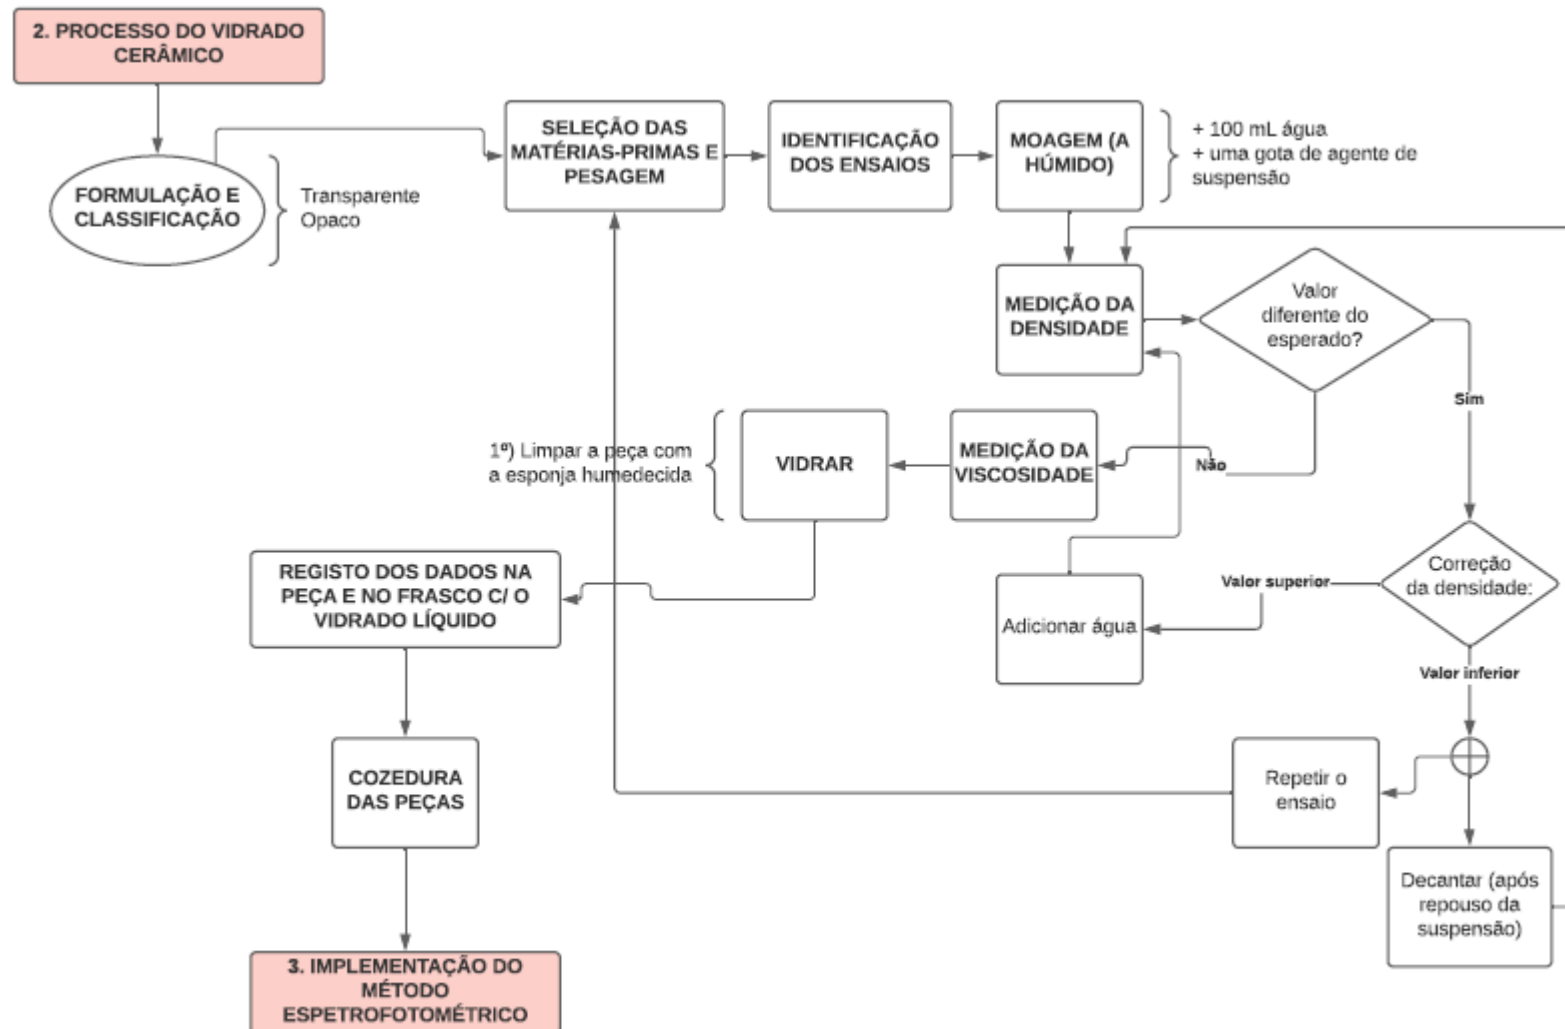 2. PROCESSO DO VIDRADO
CERÂMICO
FORMULAÇÃO E
CLASSIFICAÇÃO
Transparente
Opaco
SELEÇÃO DAS
MATÉRIAS-PRIMAS E
PESAGEM
IDENTIFICAÇÃO
DOS ENSAIOS
MOAGEM (A
HÚMIDO)
+ 100 mL água
+ uma gota de agente de
suspensão
MEDIÇÃO DA
DENSIDADE
Valor
diferente do
esperado?
Sim
Não
MEDIÇÃO DA
VISCOSIDADE
VIDRAR
1º) Limpar a peça com
a esponja humedecida
Correção
da densidade:
Valor superior
Adicionar água
Valor inferior
Repetir o
ensaio
Decantar (após
repouso da
suspensão)
REGISTO DOS DADOS NA
PEÇA E NO FRASCO C/ O
VIDRADO LÍQUIDO
COZEDURA
DAS PEÇAS
3. IMPLEMENTAÇÃO DO
MÉTODO
ESPETROFOTOMÉTRICO